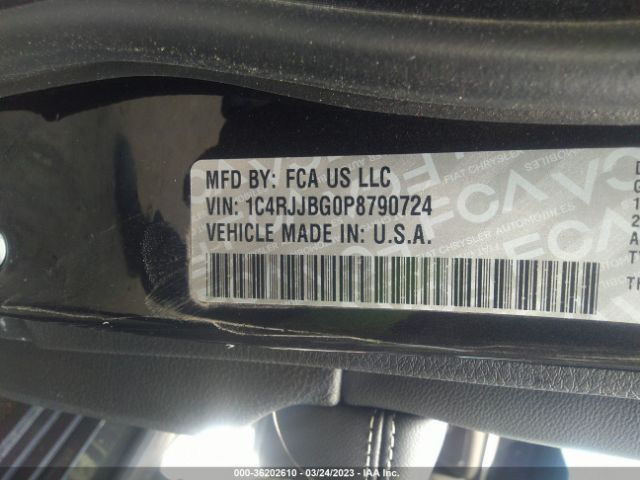 MFD BY: FCA US LLC
VIN: 1C4RJJBG0P8790724
VEHICLE MADE IN: U.S.A.
000-36202610 - 03/24/2023 - IAA Inc.